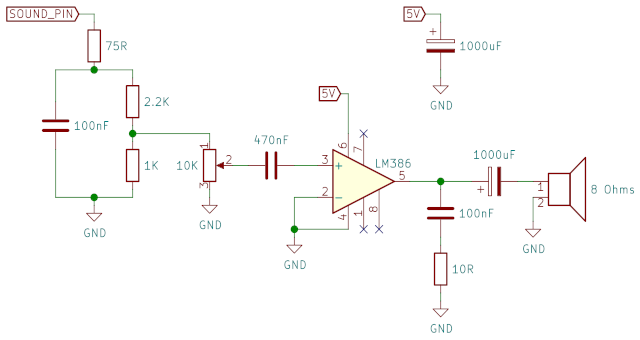 SOUND_PIN
75R
100nF
2.2K
1K
GND
10K
1
2
3
GND
470nF
5V
LM386
3
+
2
-
6
7
5
4
1
8
GND
5V
+
1000uF
GND
1000uF
+
100nF
10R
GND
1
2
8 Ohms
GND